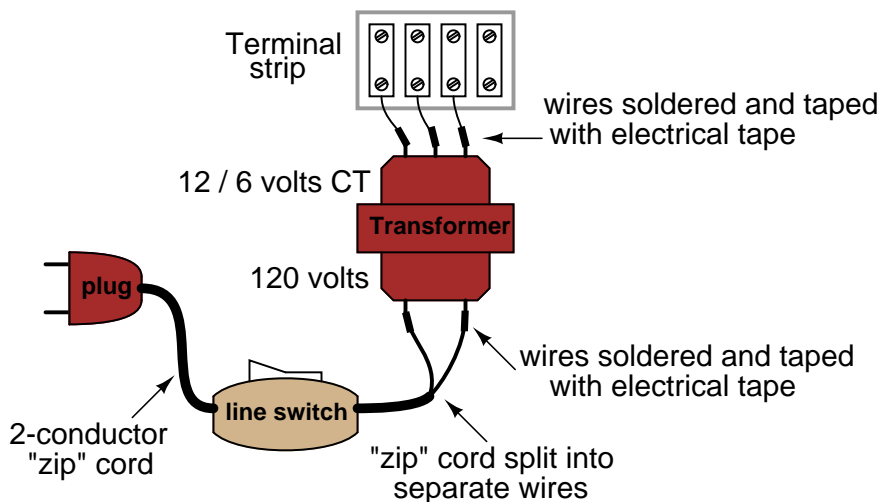 Terminal
strip
wires soldered and taped
with electrical tape
12 / 6 volts CT
Transformer
120 volts
plug
wires soldered and taped
with electrical tape
line switch
2-conductor
"zip" cord
"zip" cord split into
separate wires